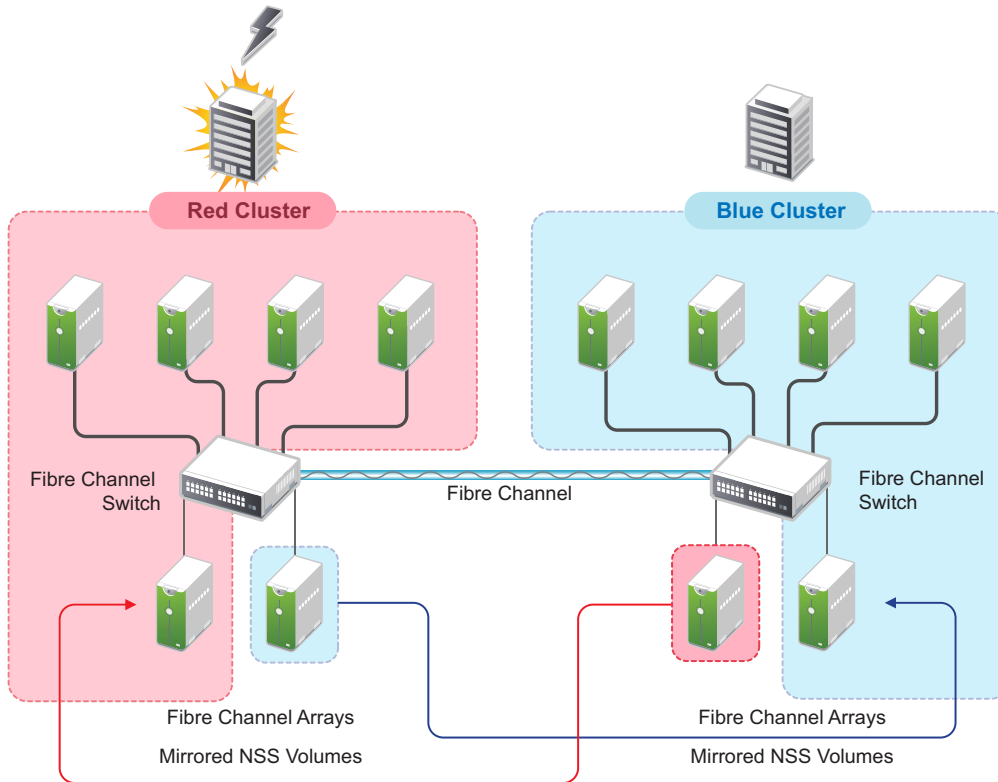 Red Cluster
Blue Cluster
Fibre Channel
Switch
Fibre Channel
Fibre Channel
Switch
Fibre Channel Arrays
Mirrored NSS Volumes
Fibre Channel Arrays
Mirrored NSS Volumes